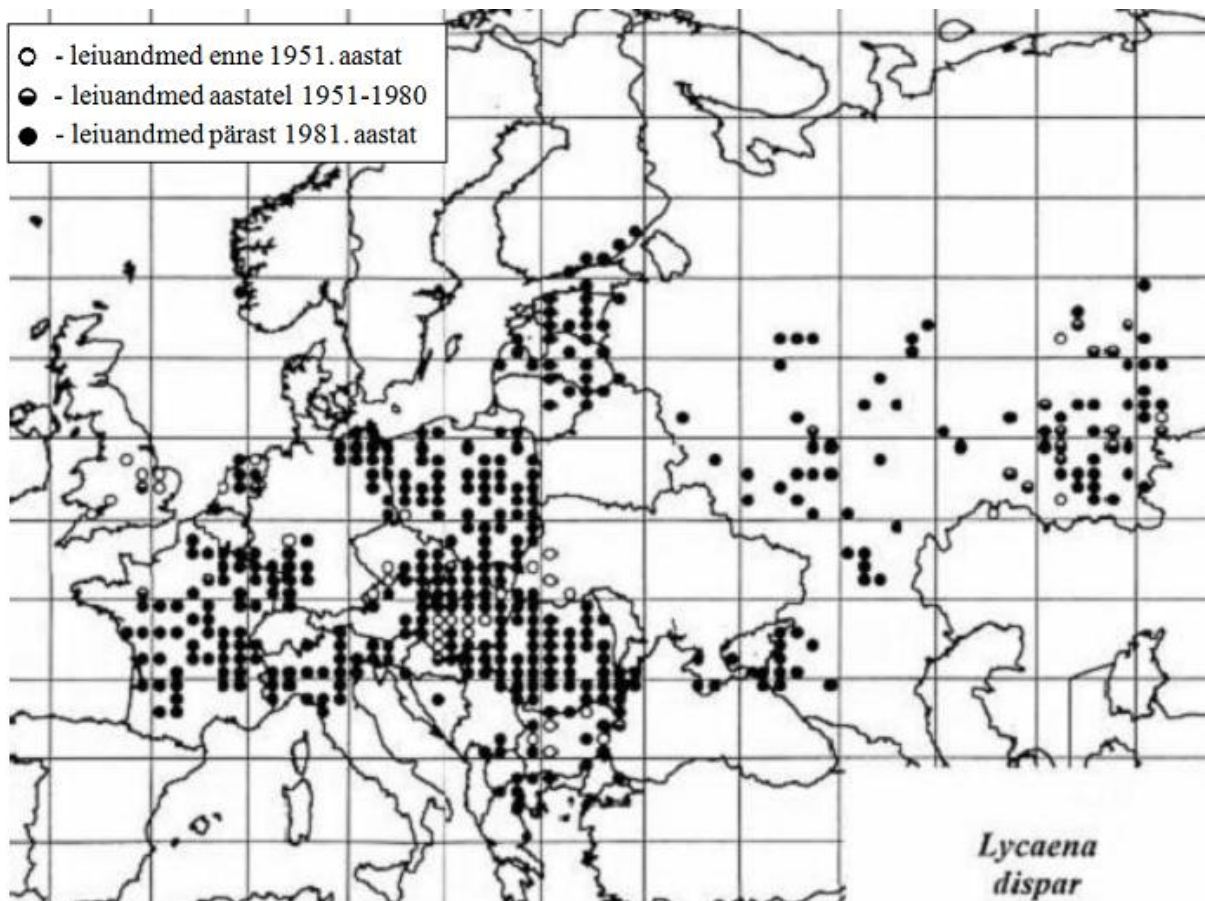 - leiuandmed enne 1951. aastat
- leiuandmed aastatel 1951-1980
- leiuandmed pärast 1981. aastat
Lycaena
dispar